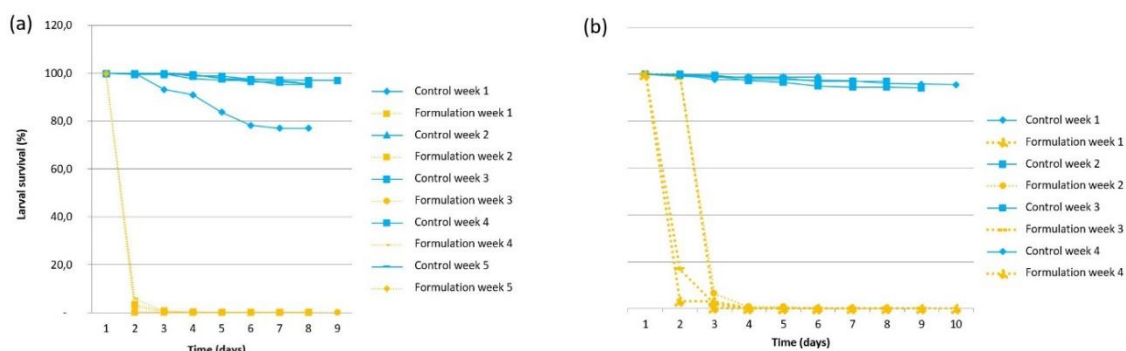 (a)
120,0
100,0
80,0
60,0
40,0
20,0
-
Larval survival (%)
1 2 3 4 5 6 7 8 9
Time (days)
Control week 1
Formulation week 1
Control week 2
Formulation week 2
Control week 3
Formulation week 3
Control week 4
Formulation week 4
Control week 5
Formulation week 5
(b)
1 2 3 4 5 6 7 8 9 10
Time (days)
Control week 1
Formulation week 1
Control week 2
Formulation week 2
Control week 3
Formulation week 3
Control week 4
Formulation week 4